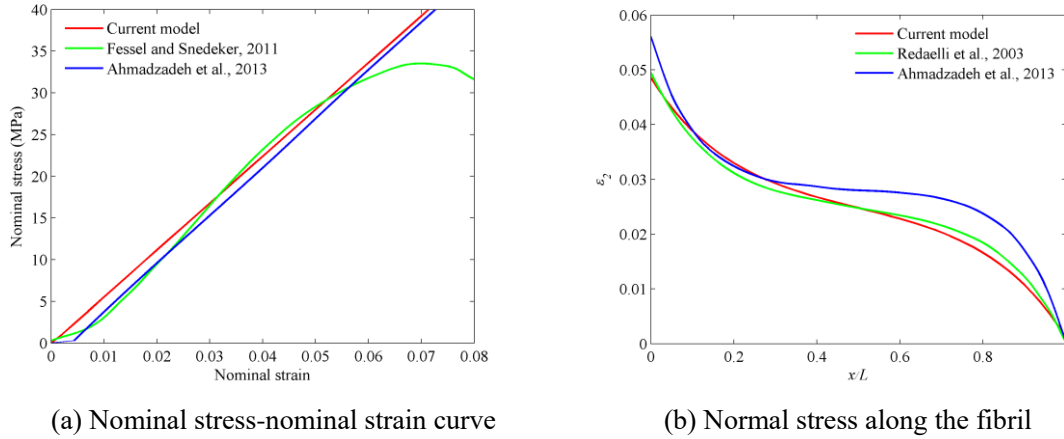 40
35
30
25
20
15
10
5
0
Nominal stress (MPa)
Current model
Fessel and Snedeker, 2011
Ahmadzadeh et al., 2013
0 0.01 0.02 0.03 0.04 0.05 0.06 0.07 0.08
Nominal strain
(a) Nominal stress-nominal strain curve
0.06
0.05
0.04
0.03
0.02
0.01
0
ε2
Current model
Redaelli et al., 2003
Ahmadzadeh et al., 2013
0 0.2 0.4 0.6 0.8
x/L
(b) Normal stress along the fibril